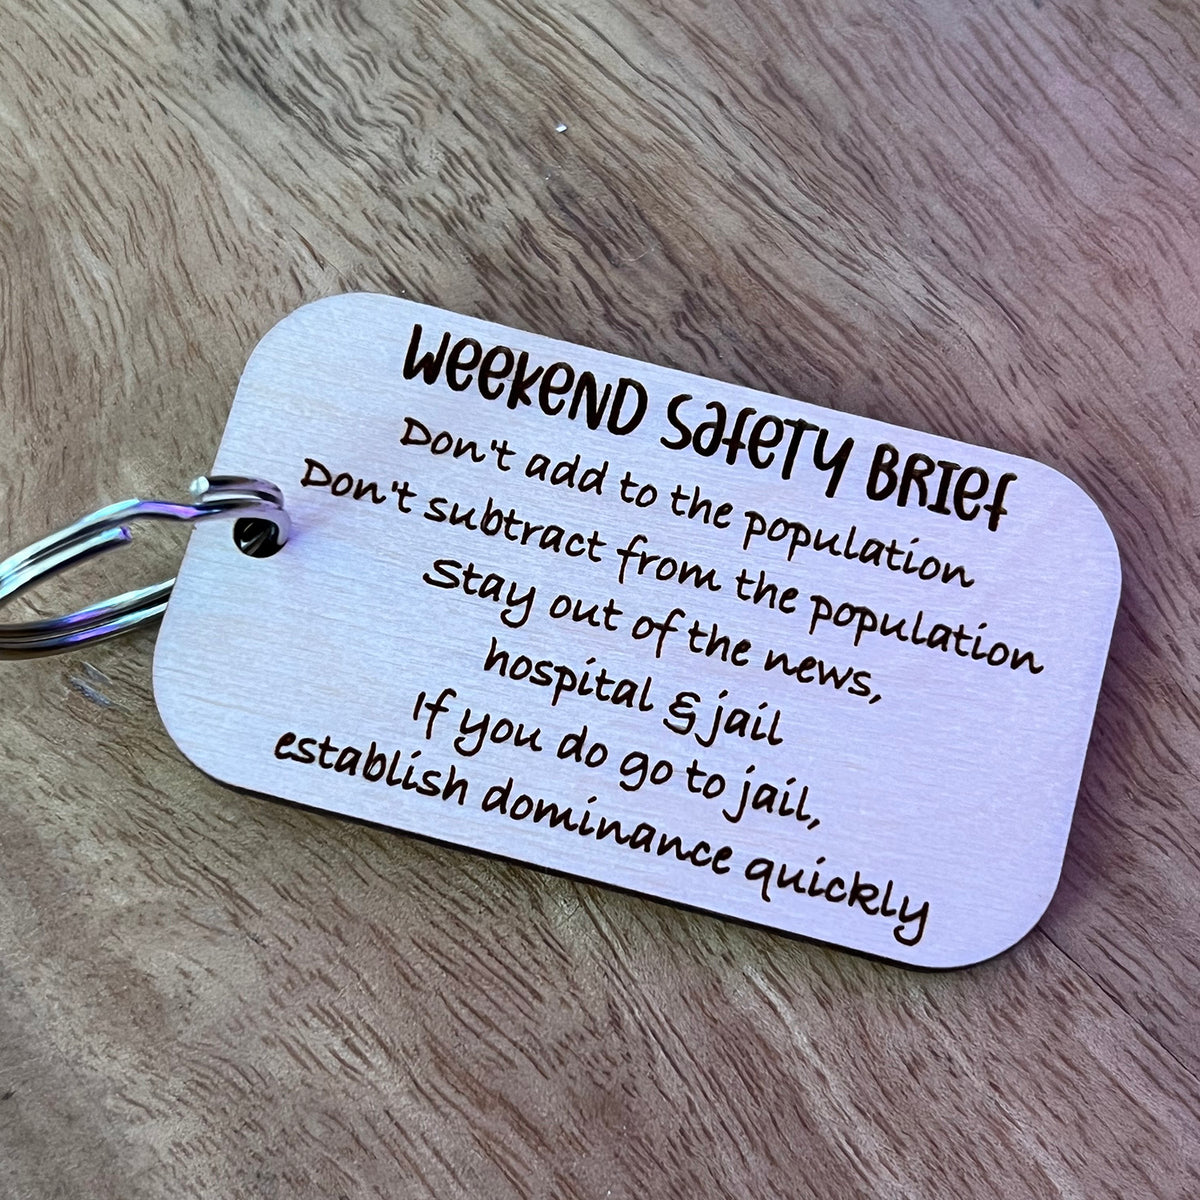 Weekend Safety Brief
Don't add to the population
Don't subtract from the population
Stay out of the news,
hospital & jail
If you do go to jail,
establish dominance quickly